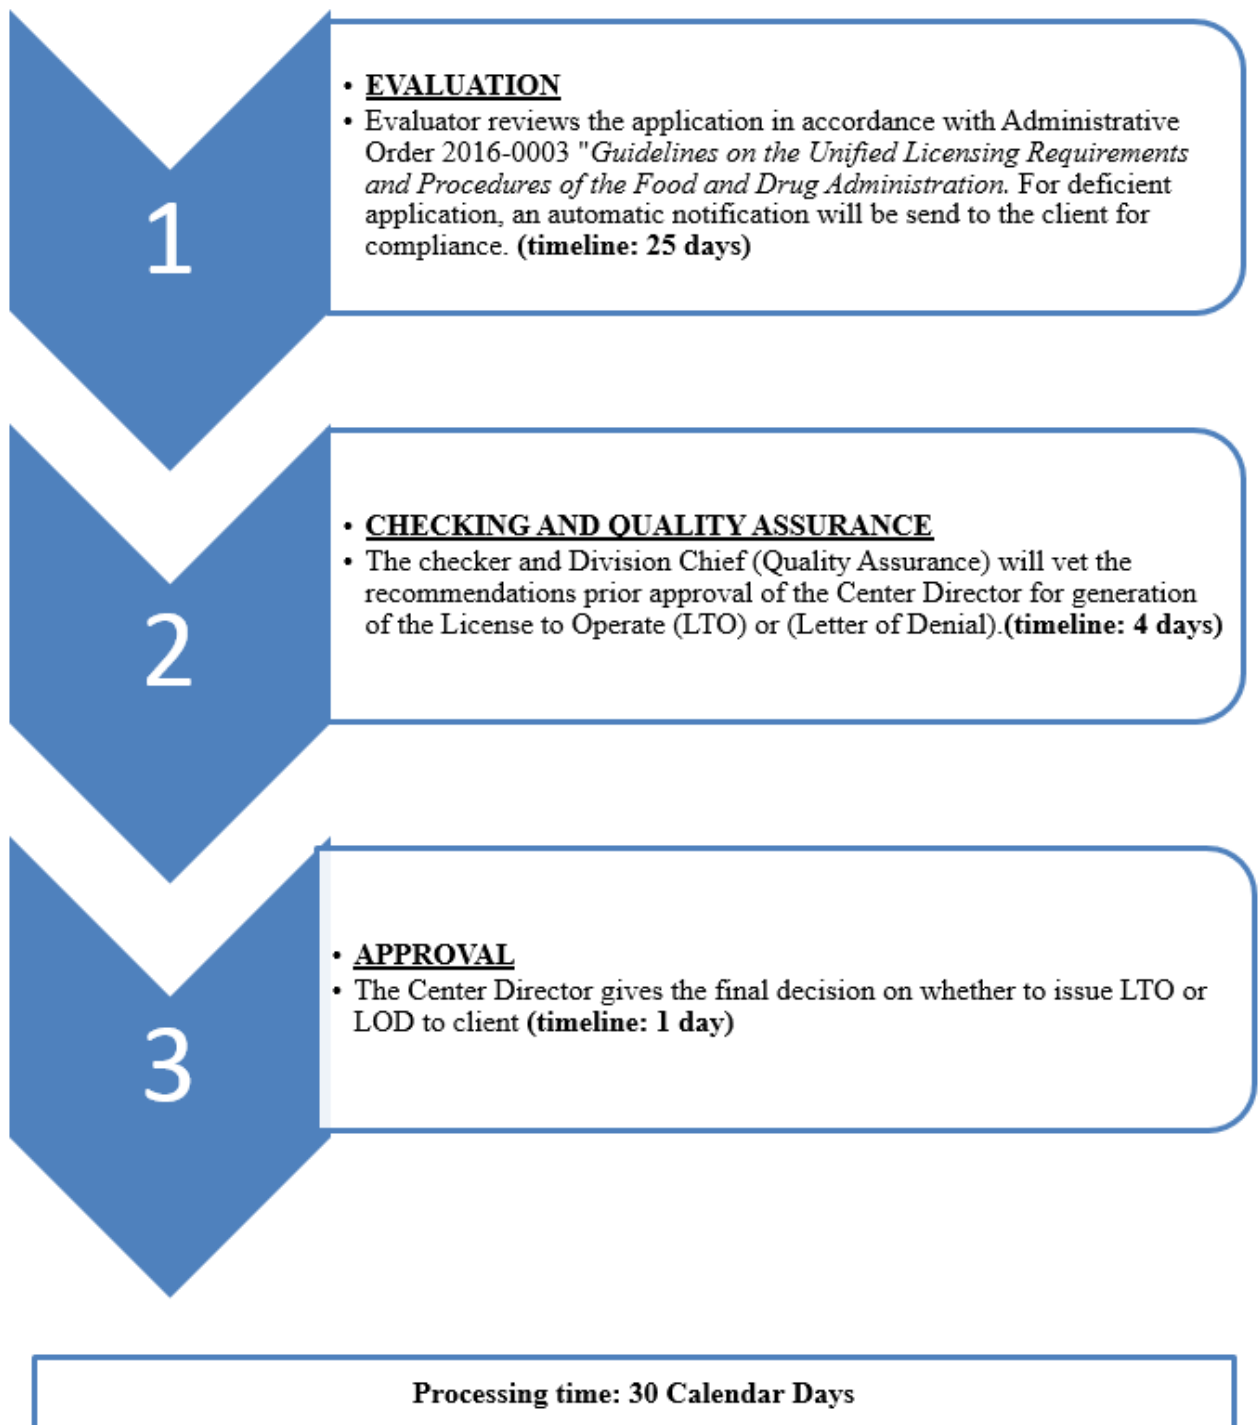 1
• EVALUATION
• Evaluator reviews the application in accordance with Administrative
Order 2016-0003 "Guidelines on the Unified Licensing Requirements
and Procedures of the Food and Drug Administration. For deficient
application, an automatic notification will be send to the client for
compliance. (timeline: 25 days)
2
• CHECKING AND QUALITY ASSURANCE
• The checker and Division Chief (Quality Assurance) will vet the
recommendations prior approval of the Center Director for generation
of the License to Operate (LTO) or (Letter of Denial).(timeline: 4 days)
3
• APPROVAL
• The Center Director gives the final decision on whether to issue LTO or
LOD to client (timeline: 1 day)
Processing time: 30 Calendar Days